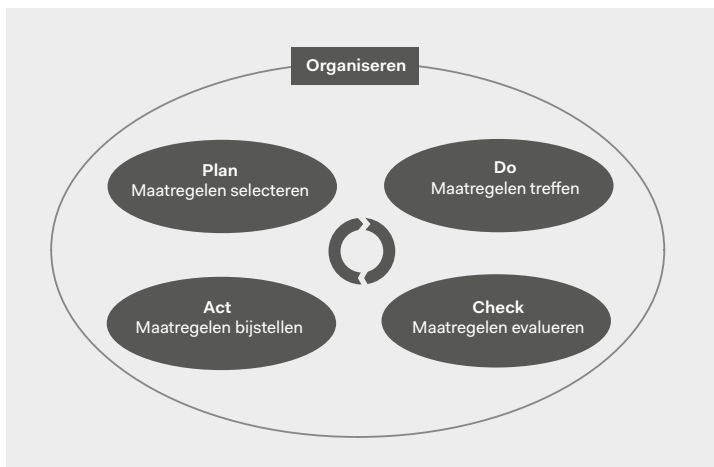 Organiseren
Plan
Maatregelen selecteren
Do
Maatregelen treffen
Act
Maatregelen bijstellen
Check
Maatregelen evalueren